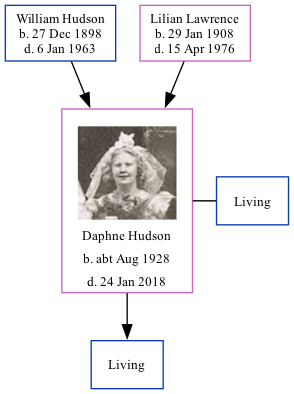 William Hudson
b. 27 Dec 1898
d. 6 Jan 1963
Lilian Lawrence
b. 29 Jan 1908
d. 15 Apr 1976
Daphne Hudson
b. abt Aug 1928
d. 24 Jan 2018
Living
Living